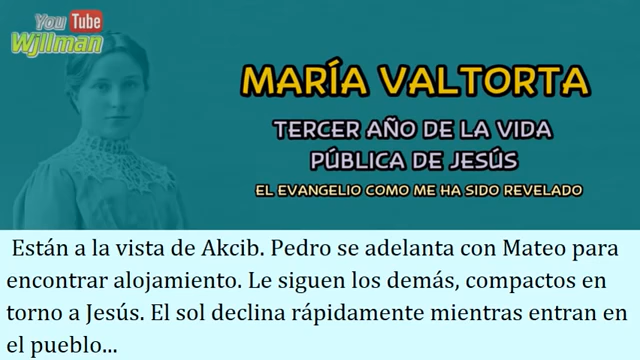 You Tube
Wjllman
MARÍA VALTORTA
TERCER AÑO DE LA VIDA
PÚBLICA DE JESÚS
EL EVANGELIO COMO ME HA SIDO REVELADO
Están a la vista de Akcib. Pedro se adelanta con Mateo para
encontrar alojamiento. Le siguen los demás, compactos en
torno a Jesús. El sol declina rápidamente mientras entran en
el pueblo...